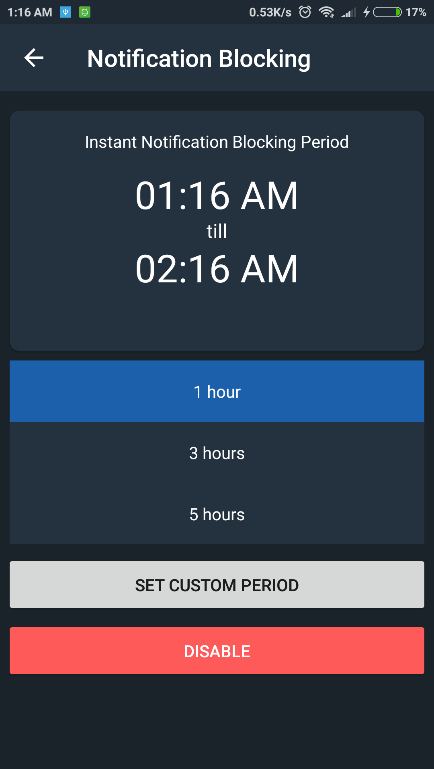 1:16 AM 0.53K/s 17%
Notification Blocking
Instant Notification Blocking Period
01:16 AM
till
02:16 AM
1 hour
3 hours
5 hours
SET CUSTOM PERIOD
DISABLE